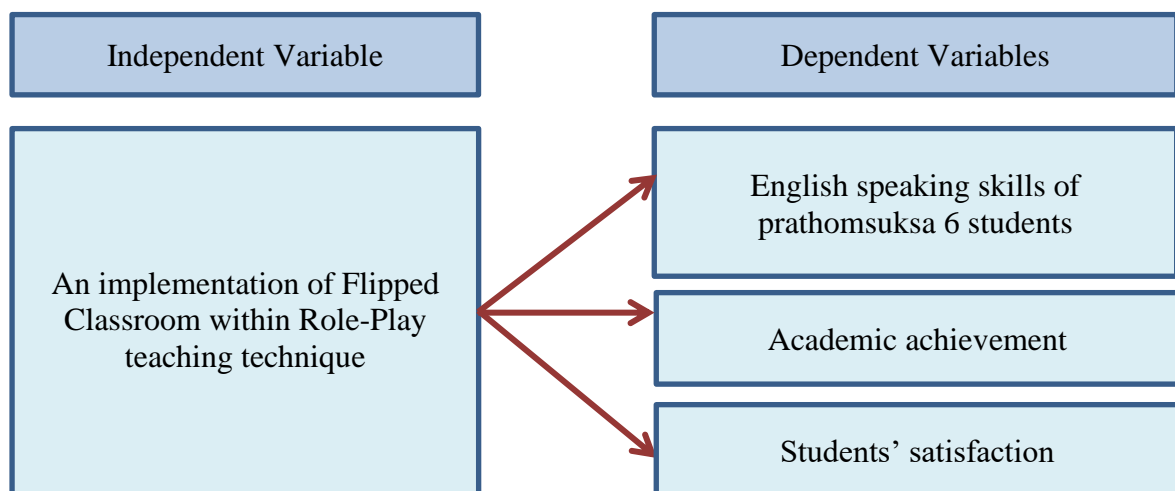 Independent Variable
Dependent Variables
An implementation of Flipped
Classroom within Role-Play
teaching technique
English speaking skills of
prathomsuksa 6 students
Academic achievement
Students’ satisfaction